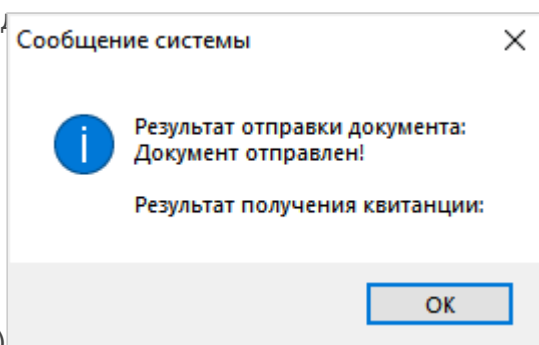 Сообщение системы
Результат отправки документа:
Документ отправлен!
Результат получения квитанции:
OK